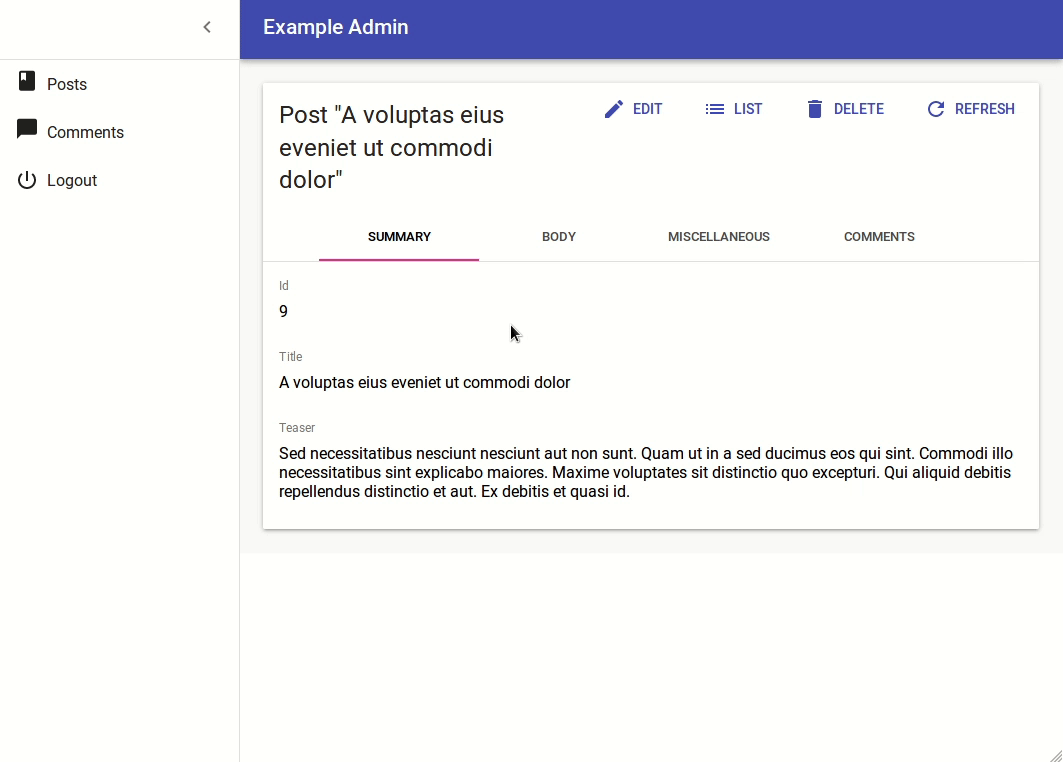 Example Admin
Posts
Comments
Logout
Post "A voluptas eius
eveniet ut commodi
dolor"
EDIT
LIST
DELETE
REFRESH
SUMMARY
BODY
MISCELLANEOUS
COMMENTS
Id
9
Title
A voluptas eius eveniet ut commodi dolor
Teaser
Sed necessitatibus nesciunt nesciunt aut non sunt. Quam ut in a sed ducimus eos qui sint. Commodi illo
necessitatibus sint explicabo maiores. Maxime voluptates sit distinctio quo excepturi. Qui aliquid debitis
repellendus distinctio et aut. Ex debitis et quasi id.